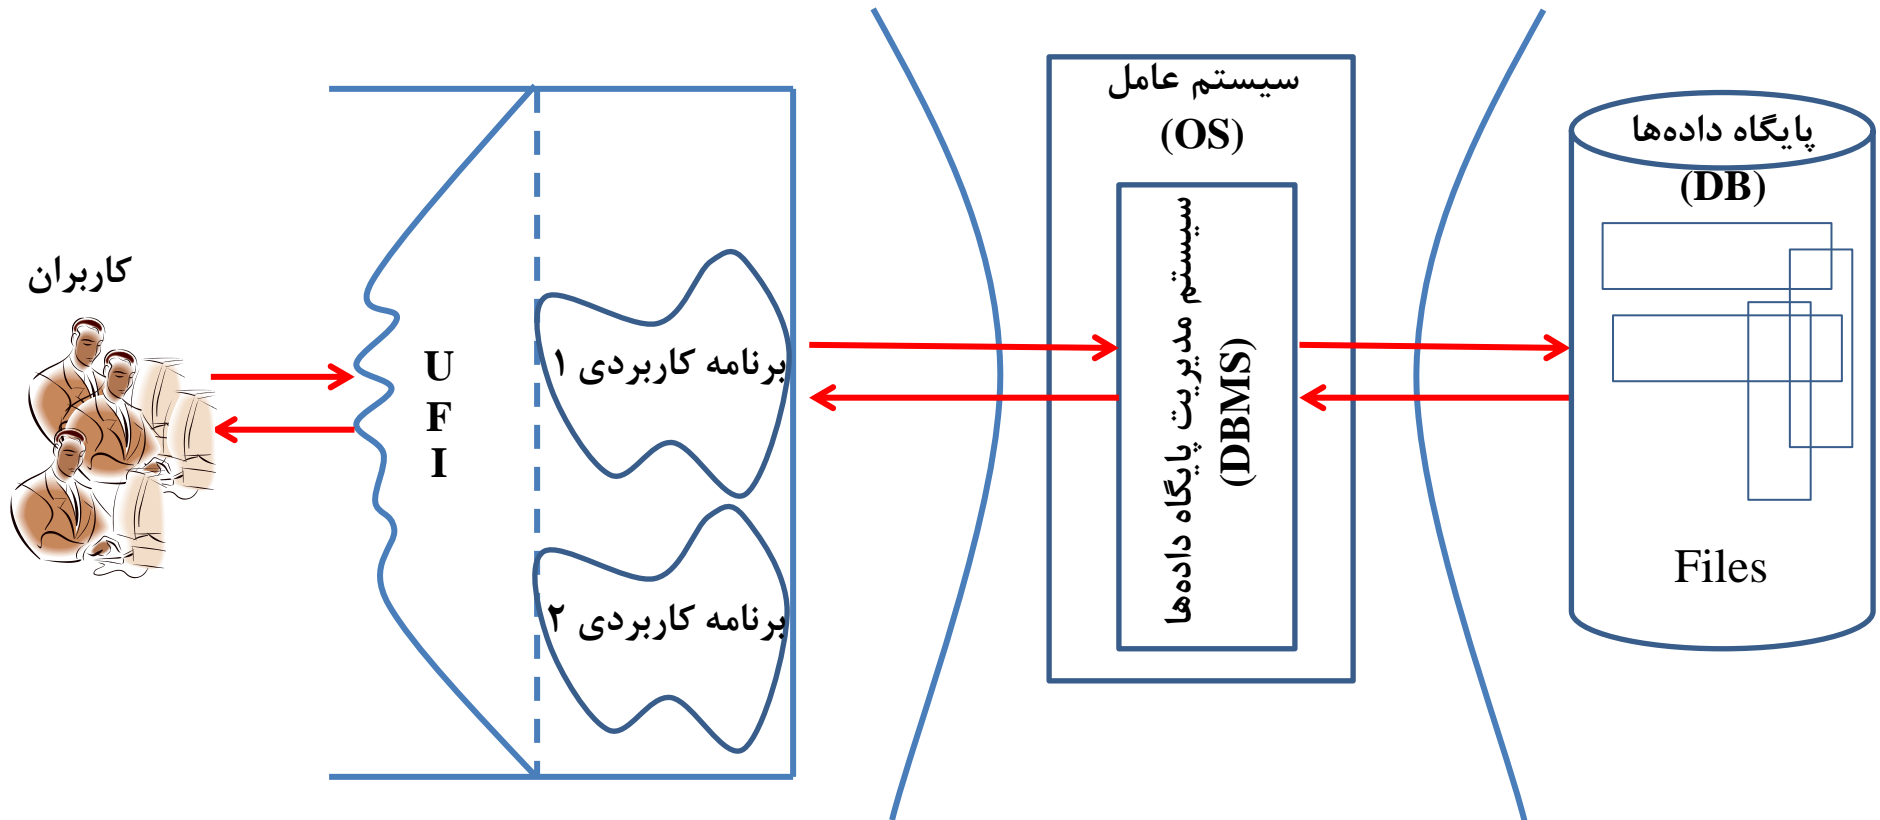 کاربران
U
F
I
برنامه کاربردی ۱
برنامه کاربردی ۲
سیستم عامل
(OS)
سیستم مدیریت پایگاه داده‌ها
(DBMS)
پایگاه داده‌ها
(DB)
Files